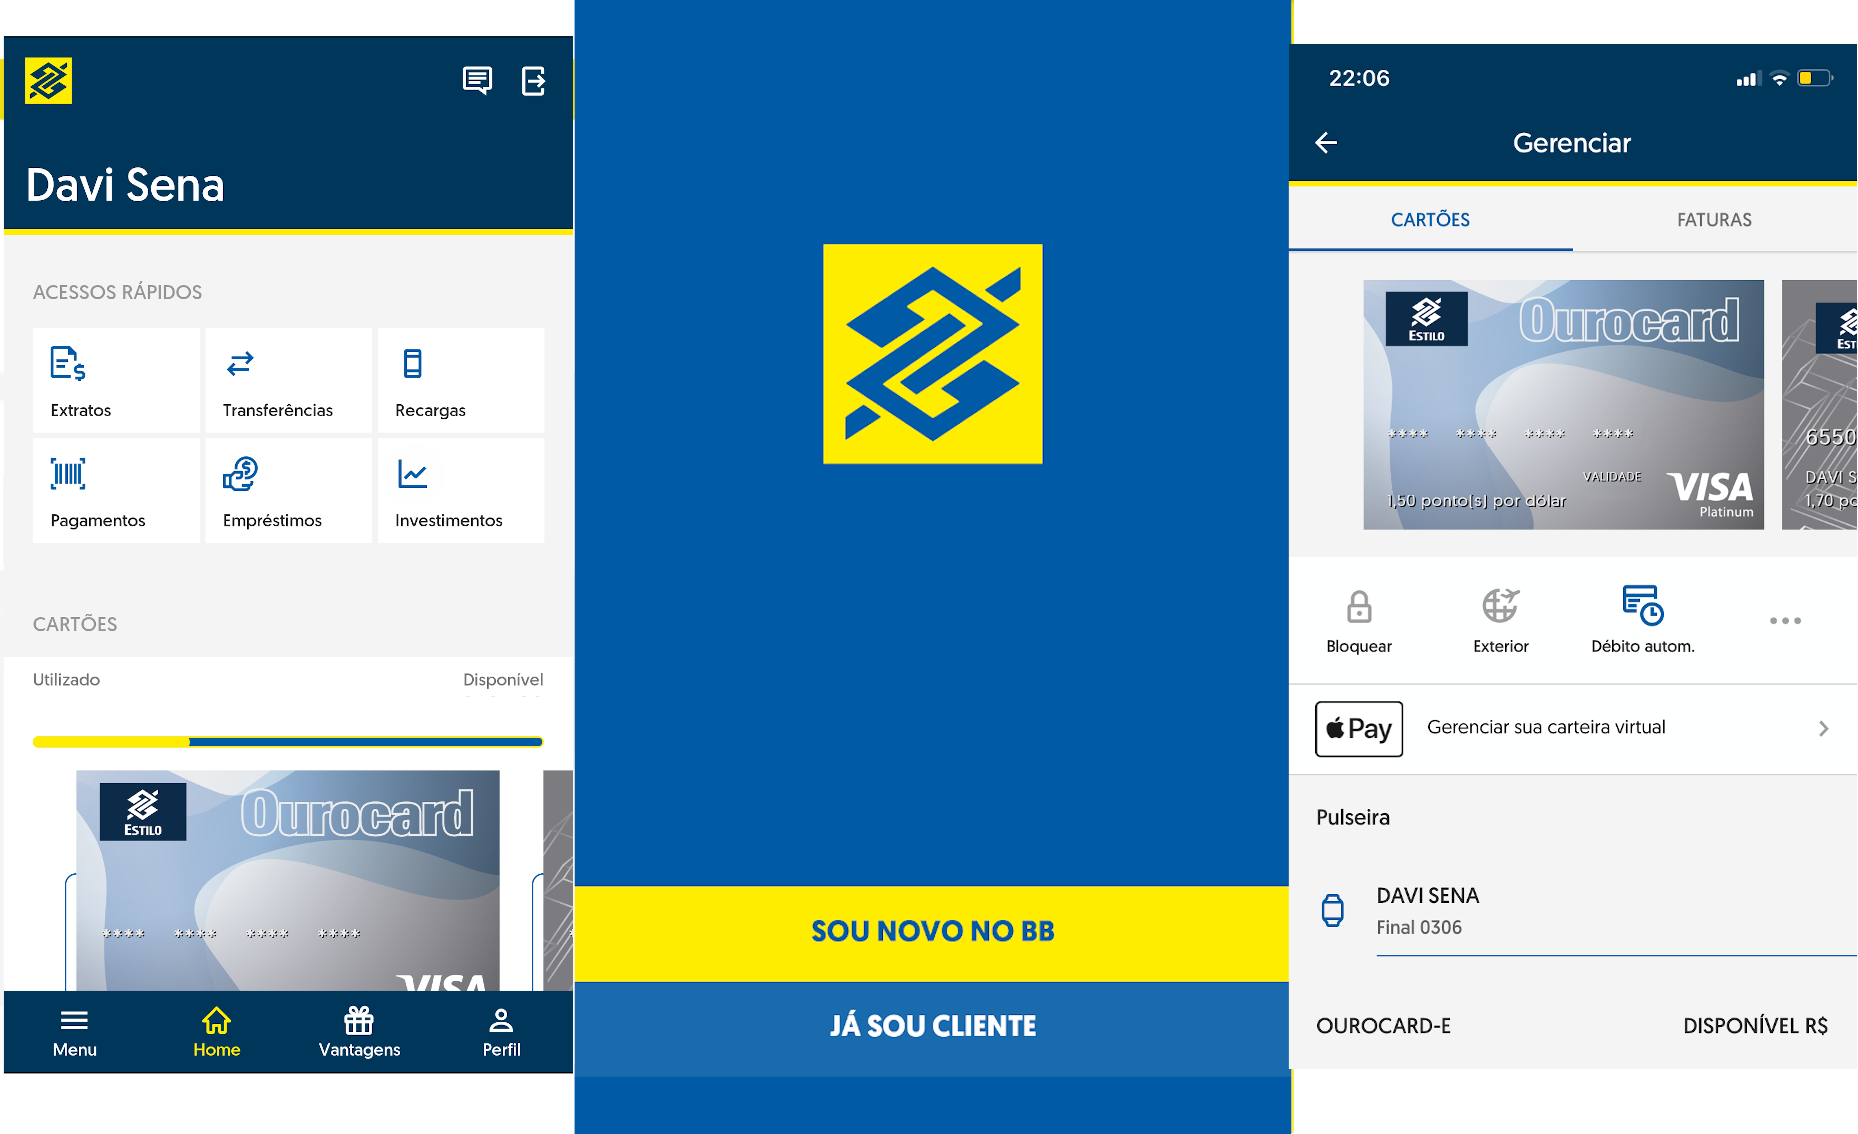 Davi Sena
ACESSOS RÁPIDOS
Extratos
Transferências
Recargas
Pagamentos
Empréstimos
Investimentos
CARTÕES
Utilizado
Disponível
ESTILO
Ourocard
**** **** **** ****
VISA
Menu
Home
Vantagens
Perfil
SOU NOVO NO BB
JÁ SOU CLIENTE
22:06
Gerenciar
CARTÕES
FATURAS
ESTILO
Ourocard
**** **** **** ****
VALIDADE
1,50 ponto(s) por dólar
VISA
Platinum
EST
6550
DAVI S
1,70 po
Bloquear
Exterior
Débito autom.
Pay
Gerenciar sua carteira virtual
Pulseira
DAVI SENA
Final 0306
OUROCARD-E
DISPONÍVEL R$